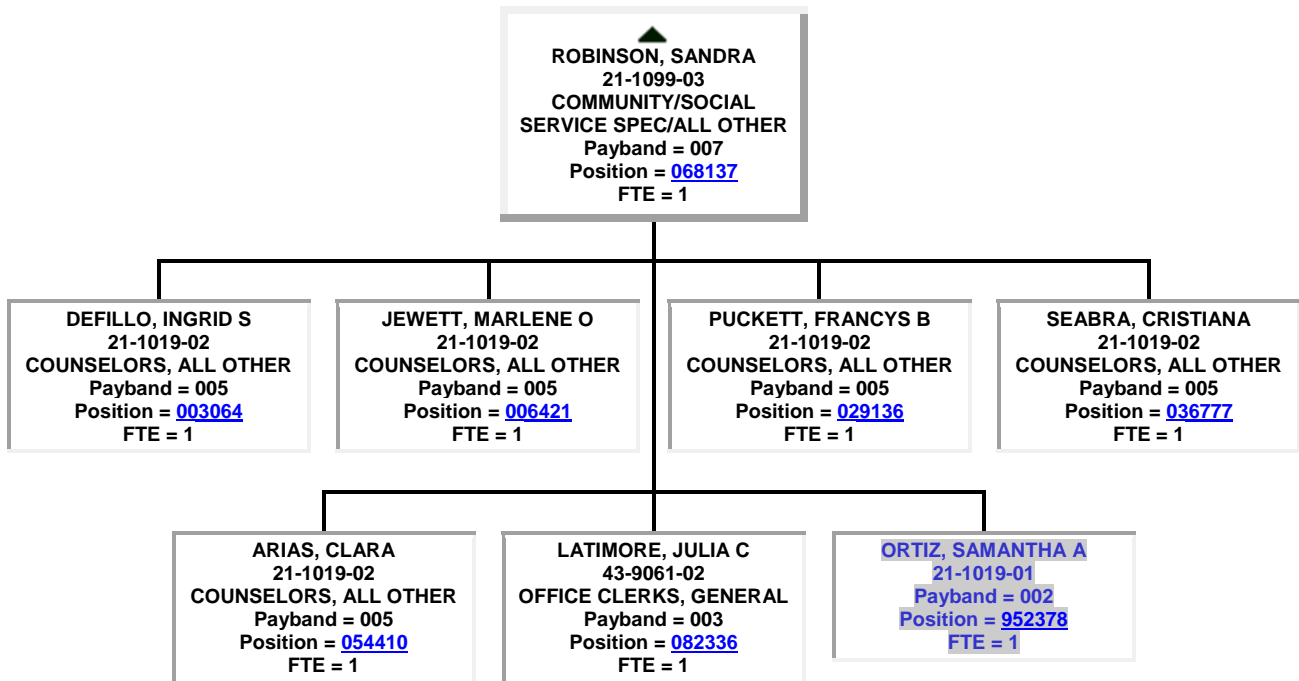 ROBINSON, SANDRA
21-1099-03
COMMUNITY/SOCIAL
SERVICE SPEC/ALL OTHER
Payband = 007
Position = 068137
FTE = 1
DEFILLO, INGRID S
21-1019-02
COUNSELORS, ALL OTHER
Payband = 005
Position = 003064
FTE = 1
JEWETT, MARLENE O
21-1019-02
COUNSELORS, ALL OTHER
Payband = 005
Position = 006421
FTE = 1
PUCKETT, FRANCYS B
21-1019-02
COUNSELORS, ALL OTHER
Payband = 005
Position = 029136
FTE = 1
SEABRA, CRISTIANA
21-1019-02
COUNSELORS, ALL OTHER
Payband = 005
Position = 036777
FTE = 1
ARIAS, CLARA
21-1019-02
COUNSELORS, ALL OTHER
Payband = 005
Position = 054410
FTE = 1
LATIMORE, JULIA C
43-9061-02
OFFICE CLERKS, GENERAL
Payband = 003
Position = 082336
FTE = 1
ORTIZ, SAMANTHA A
21-1019-01
Payband = 002
Position = 952378
FTE = 1